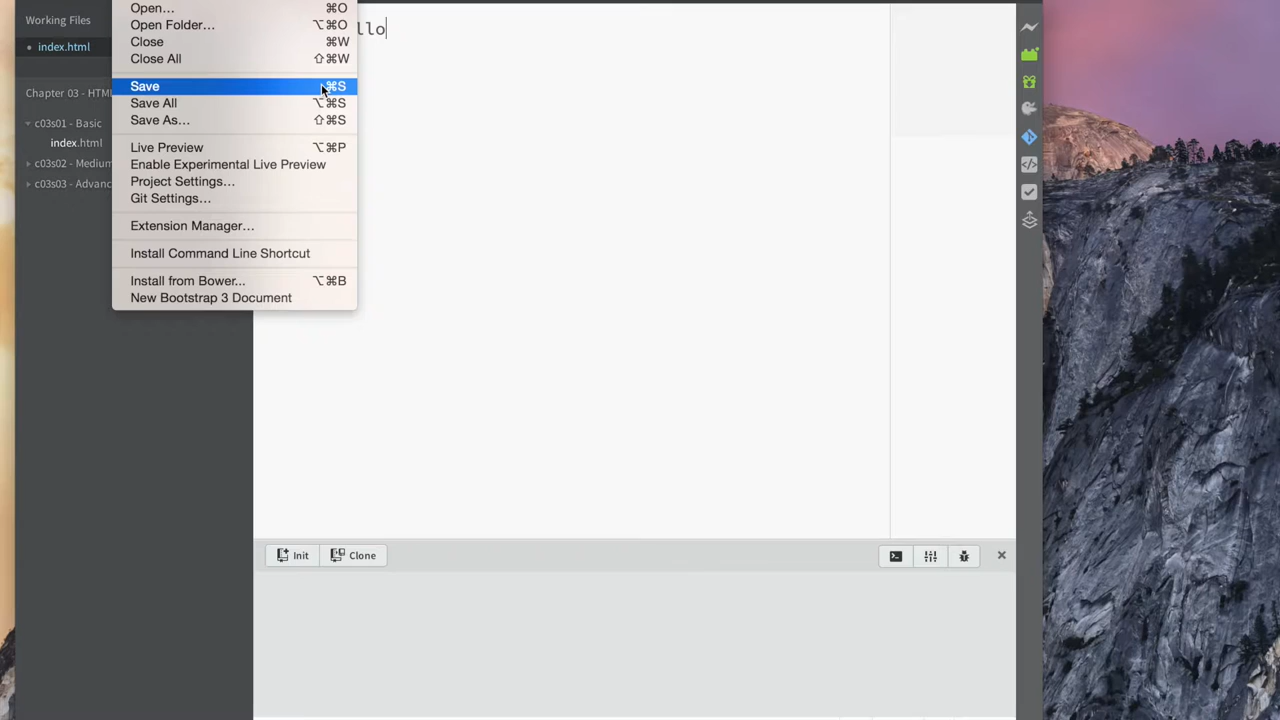 Working Files
index.html
Chapter 03 - HTM
c03s01 - Basic
index.html
c03s02 - Medium
c03s03 - Advanc
Open... ⌘O
Open Folder... ⌥⌘O
Close ⌘W
Close All ⇧⌘W
Save ⌘S
Save All ⌥⌘S
Save As... ⇧⌘S
Live Preview ⌥⌘P
Enable Experimental Live Preview
Project Settings...
Git Settings...
Extension Manager...
Install Command Line Shortcut
Install from Bower... ⌥⌘B
New Bootstrap 3 Document
llo
Init
Clone